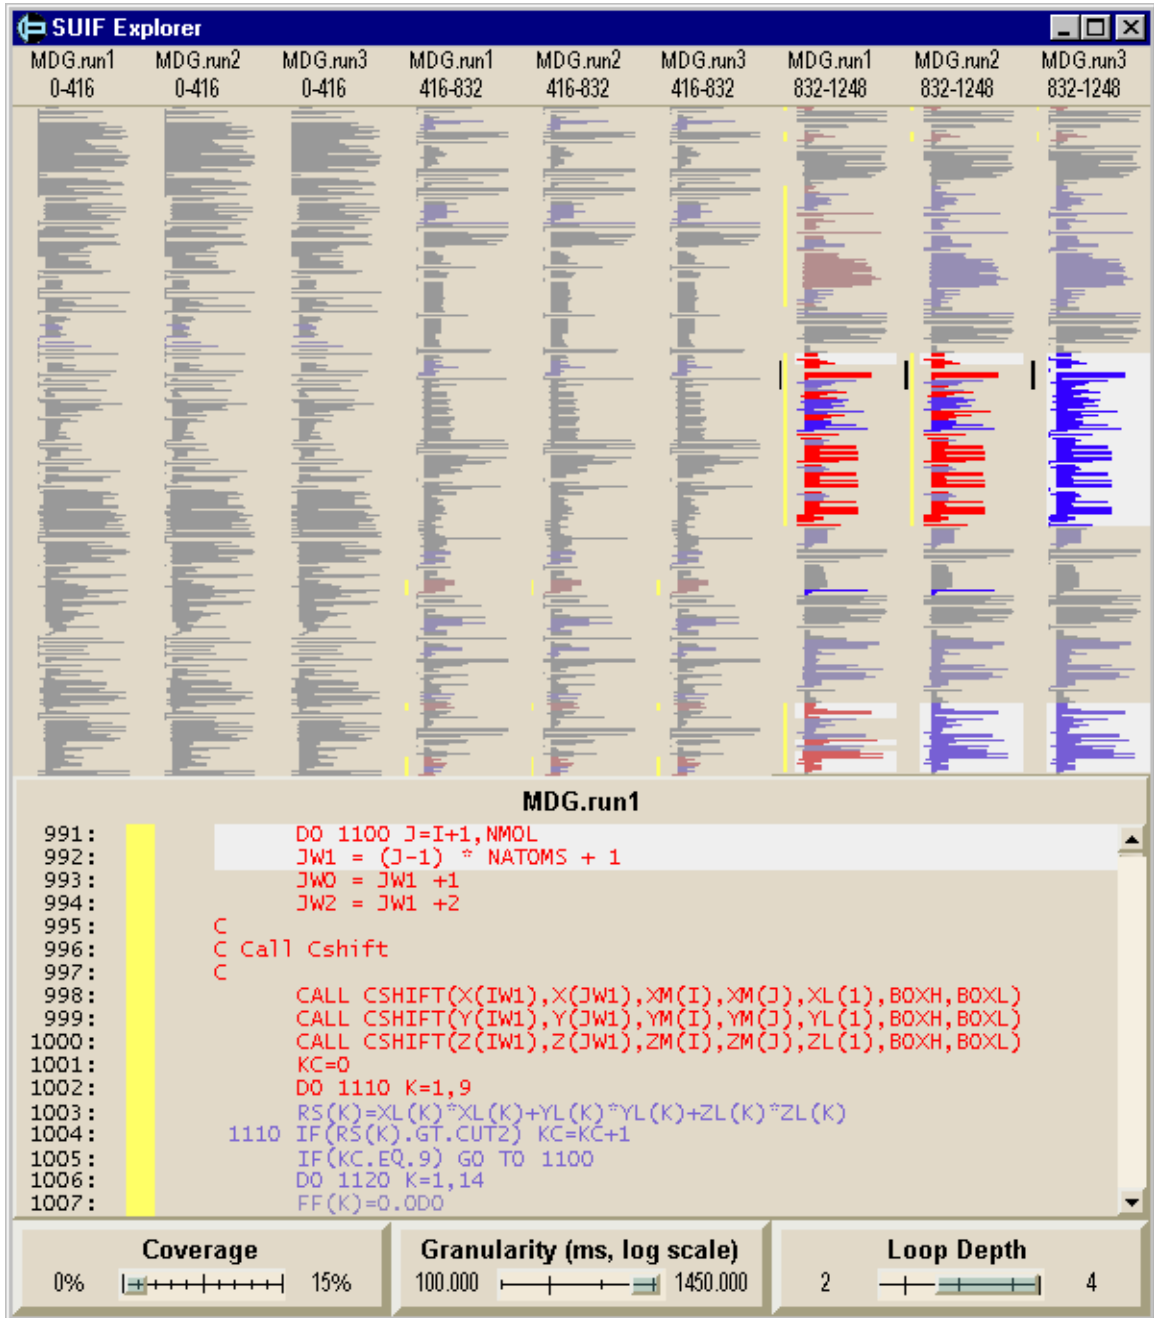 SUIF Explorer
MDG.run1 MDG.run2 MDG.run3 MDG.run1 MDG.run2 MDG.run3 MDG.run1 MDG.run2 MDG.run3
0-416 0-416 0-416 416-832 416-832 416-832 832-1248 832-1248 832-1248
MDG.run1
991: DO 1100 J=I+1,NMOL
992: JW1 = (J-1) * NATOMS + 1
993: JWO = JW1 +1
994: JW2 = JW1 +2
995: C
996: C Call Cshift
997: C
998: CALL CSHIFT(X(IW1),X(JW1),XM(I),XM(J),XL(1),BOXH,BOXL)
999: CALL CSHIFT(Y(IW1),Y(JW1),YM(I),YM(J),YL(1),BOXH,BOXL)
1000: CALL CSHIFT(Z(IW1),Z(JW1),ZM(I),ZM(J),ZL(1),BOXH,BOXL)
1001: KC=0
1002: DO 1110 K=1,9
1003: RS(K)=XL(K)*XL(K)+YL(K)*YL(K)+ZL(K)*ZL(K)
1004: 1110 IF(RS(K).GT.CUT2) KC=KC+1
1005: IF(KC.EQ.9) GO TO 1100
1006: DO 1120 K=1,14
1007: FF(K)=0.0D0
Coverage Granularity (ms, log scale) Loop Depth
0% 15% 100.000 1450.000 2 4